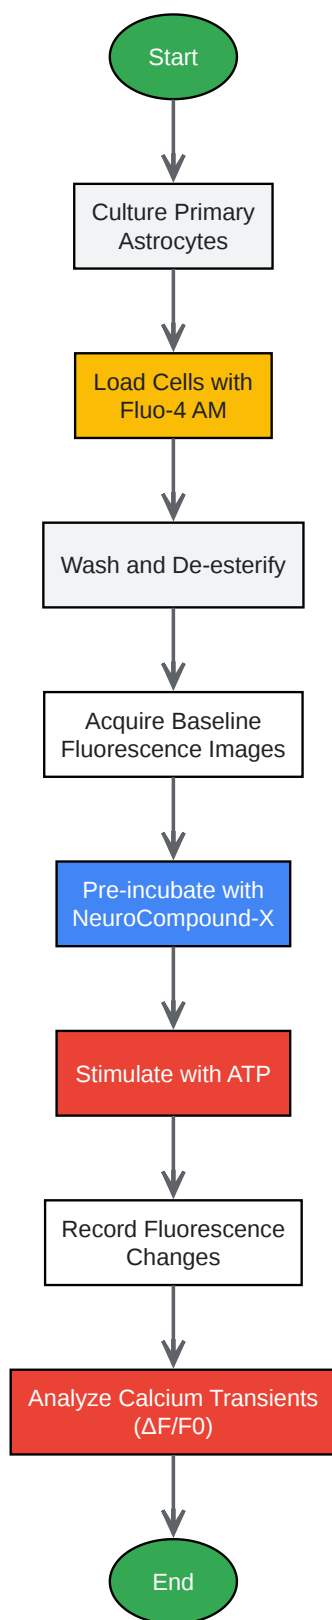 Start
Culture Primary
Astrocytes
Load Cells with
Fluo-4 AM
Wash and De-esterify
Acquire Baseline
Fluorescence Images
Pre-incubate with
NeuroCompound-X
Stimulate with ATP
Record Fluorescence
Changes
Analyze Calcium Transients
(ΔF/F0)
End